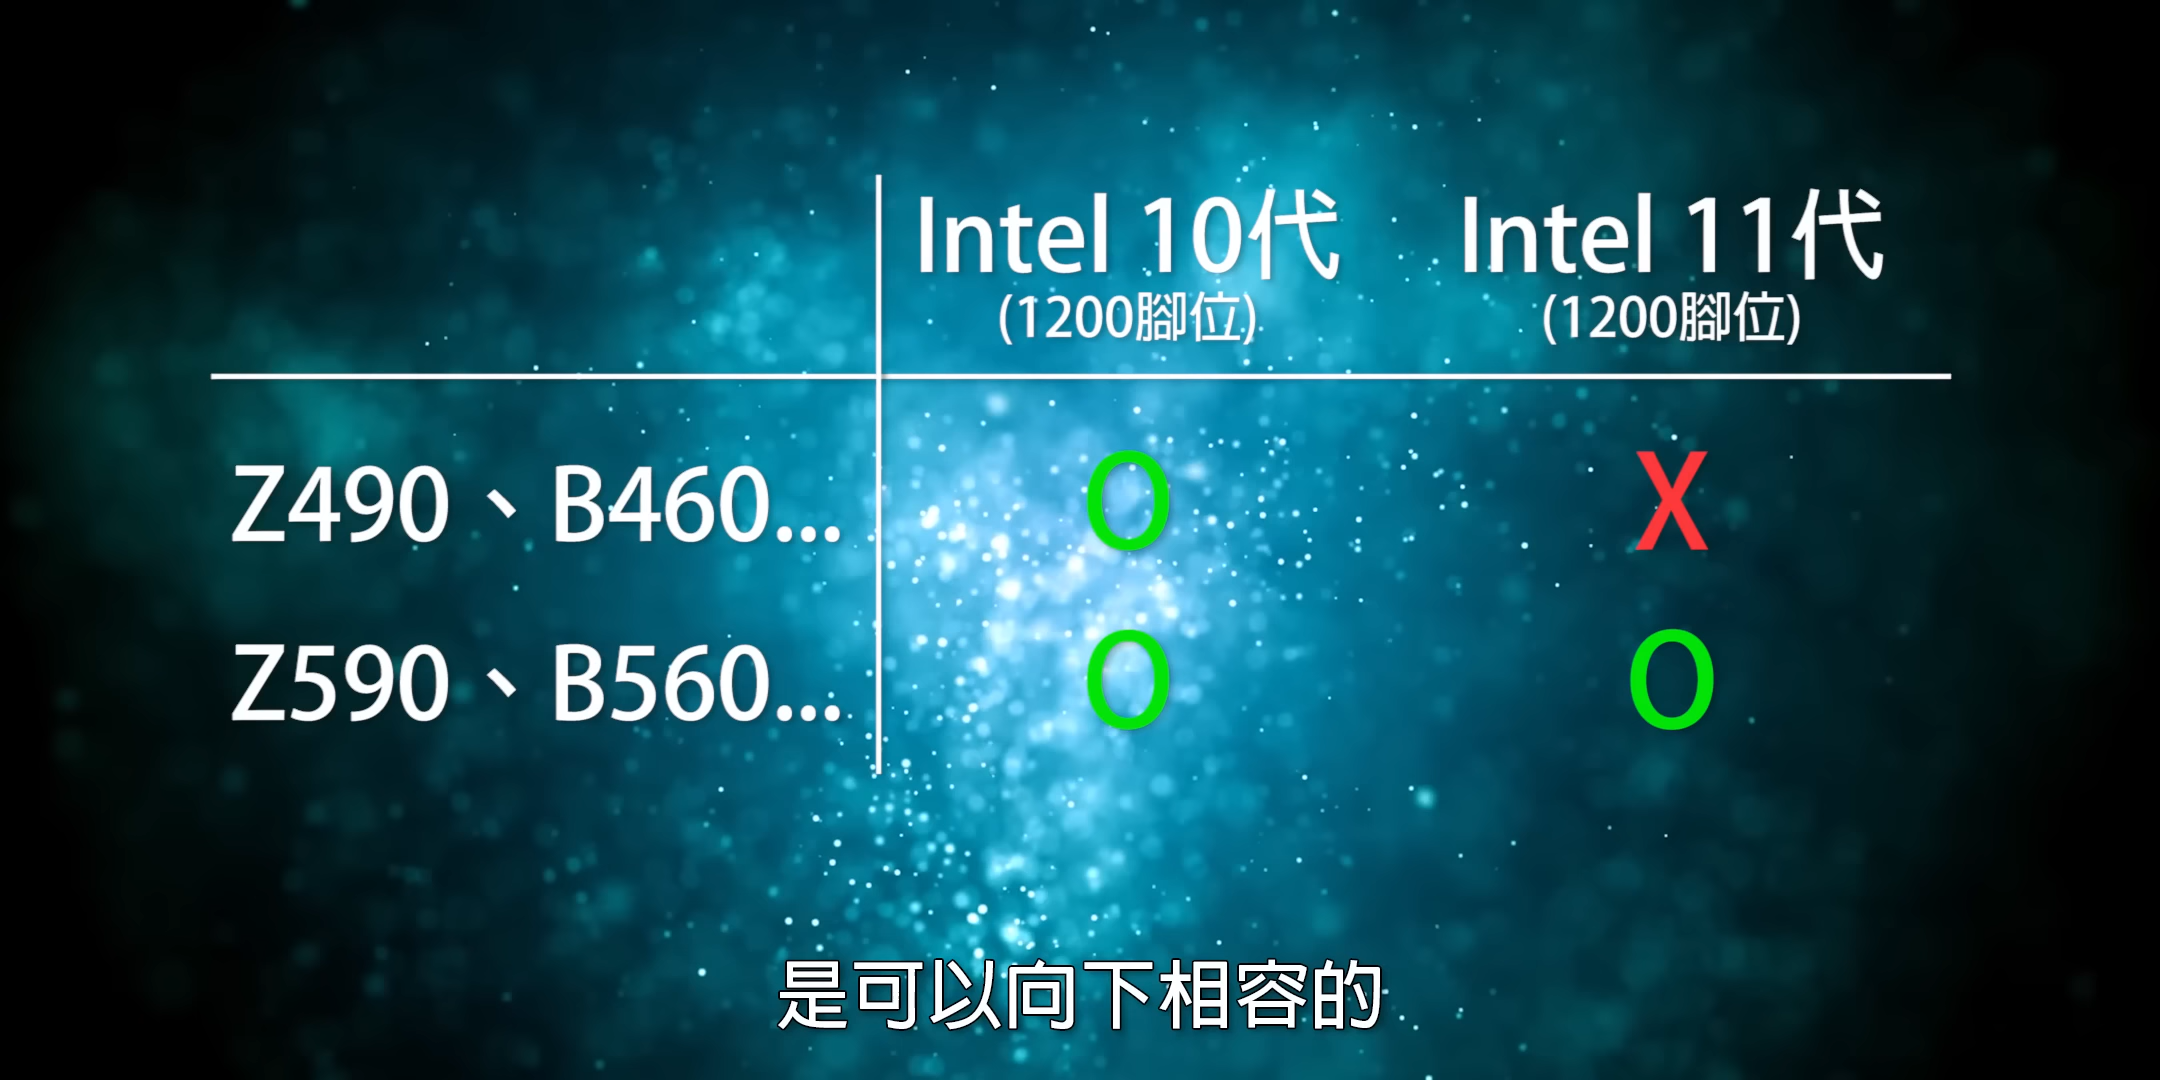 Intel 10代 Intel 11代
(1200腳位) (1200腳位)
Z490、B460... O X
Z590、B560... O O
是可以向下相容的